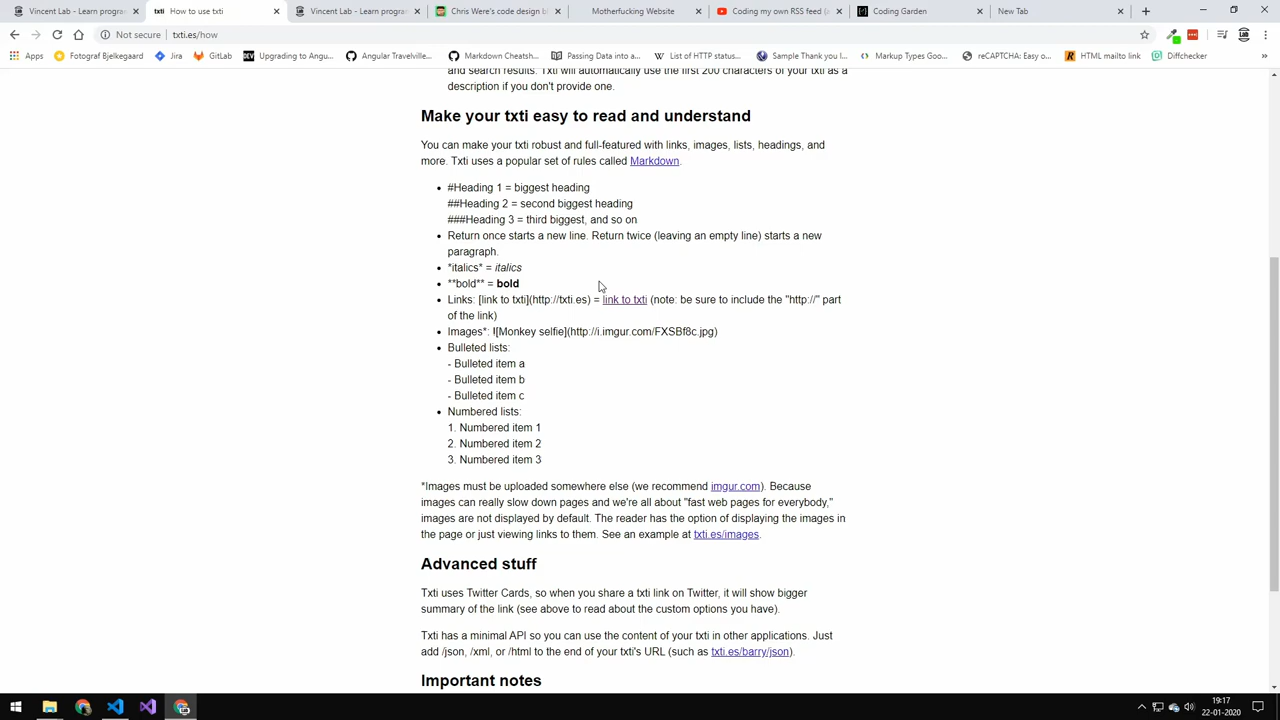 Vincent Lab - Learn program
How to use txti
Vincent Lab - Learn program
Chris Were's code design b
Motherfucking Website
Coding my own RSS feed (a
Coding Garden
New Tab
Not secure
txti.es/how
Apps
Fotograf Bjelkegaard
Jira
GitLab
Upgrading to Angu...
Angular Travelville...
Markdown Cheatsh...
Passing Data into a...
List of HTTP status...
Sample Thank you l...
Markup Types Goo...
reCAPTCHA: Easy o...
HTML mailto link
Diffchecker
»
and search results. Txti will automatically use the first 200 characters of your txti as a
description if you don't provide one.
Make your txti easy to read and understand
You can make your txti robust and full-featured with links, images, lists, headings, and
more. Txti uses a popular set of rules called Markdown.
#Heading 1 = biggest heading
##Heading 2 = second biggest heading
###Heading 3 = third biggest, and so on
Return once starts a new line. Return twice (leaving an empty line) starts a new
paragraph.
*italics* = italics
**bold** = bold
Links: [link to txti](http://txti.es) = link to txti (note: be sure to include the "http://" part
of the link)
Images*: ![Monkey selfie](http://i.imgur.com/FXSBf8c.jpg)
Bulleted lists:
- Bulleted item a
- Bulleted item b
- Bulleted item c
Numbered lists:
1. Numbered item 1
2. Numbered item 2
3. Numbered item 3
*Images must be uploaded somewhere else (we recommend imgur.com). Because
images can really slow down pages and we're all about "fast web pages for everybody,"
images are not displayed by default. The reader has the option of displaying the images in
the page or just viewing links to them. See an example at txti.es/images.
Advanced stuff
Txti uses Twitter Cards, so when you share a txti link on Twitter, it will show bigger
summary of the link (see above to read about the custom options you have).
Txti has a minimal API so you can use the content of your txti in other applications. Just
add /json, /xml, or /html to the end of your txti's URL (such as txti.es/barry/json).
Important notes
19:17
22-01-2020